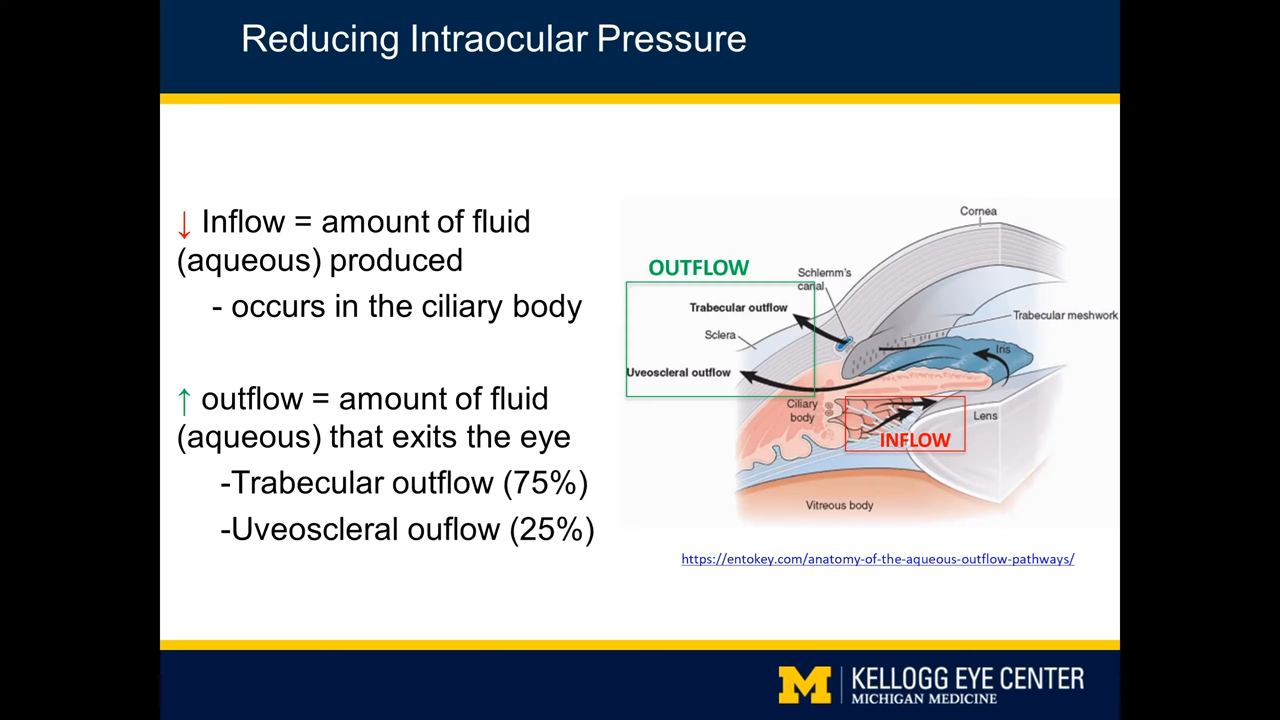 Reducing Intraocular Pressure
↓ Inflow = amount of fluid
(aqueous) produced
- occurs in the ciliary body
↑ outflow = amount of fluid
(aqueous) that exits the eye
-Trabecular outflow (75%)
-Uveoscleral ouflow (25%)
Cornea
OUTFLOW
Schlemm's
canal
Trabecular outflow
Trabecular meshwork
Sclera
Iris
Uveoscleral outflow
Ciliary
body
Lens
INFLOW
Vitreous body
https://entokey.com/anatomy-of-the-aqueous-outflow-pathways/
M
KELLOGG EYE CENTER
MICHIGAN MEDICINE